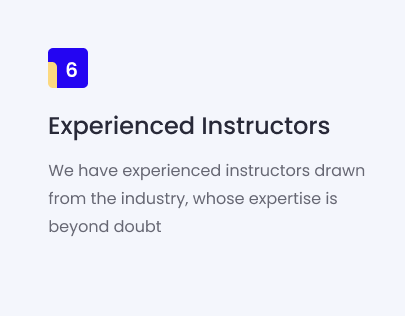 6
Experienced Instructors
We have experienced instructors drawn
from the industry, whose expertise is
beyond doubt